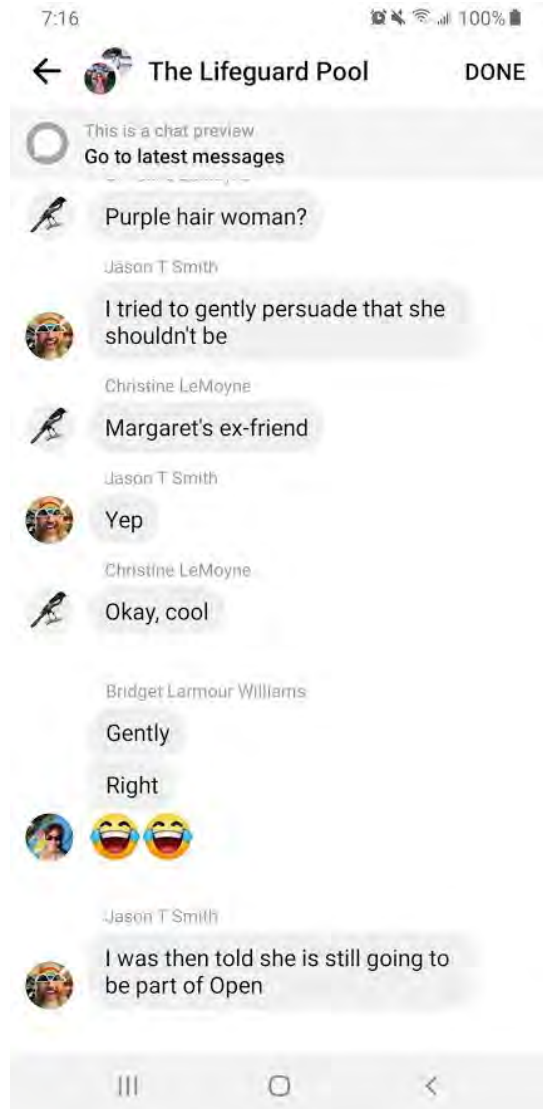 7:16
100%
The Lifeguard Pool
DONE
This is a chat preview
Go to latest messages
Purple hair woman?
Jason T Smith
I tried to gently persuade that she
shouldn't be
Christine LeMoyne
Margaret's ex-friend
Jason T Smith
Yep
Christine LeMoyne
Okay, cool
Bridget Larmour Williams
Gently
Right
Jason T Smith
I was then told she is still going to
be part of Open